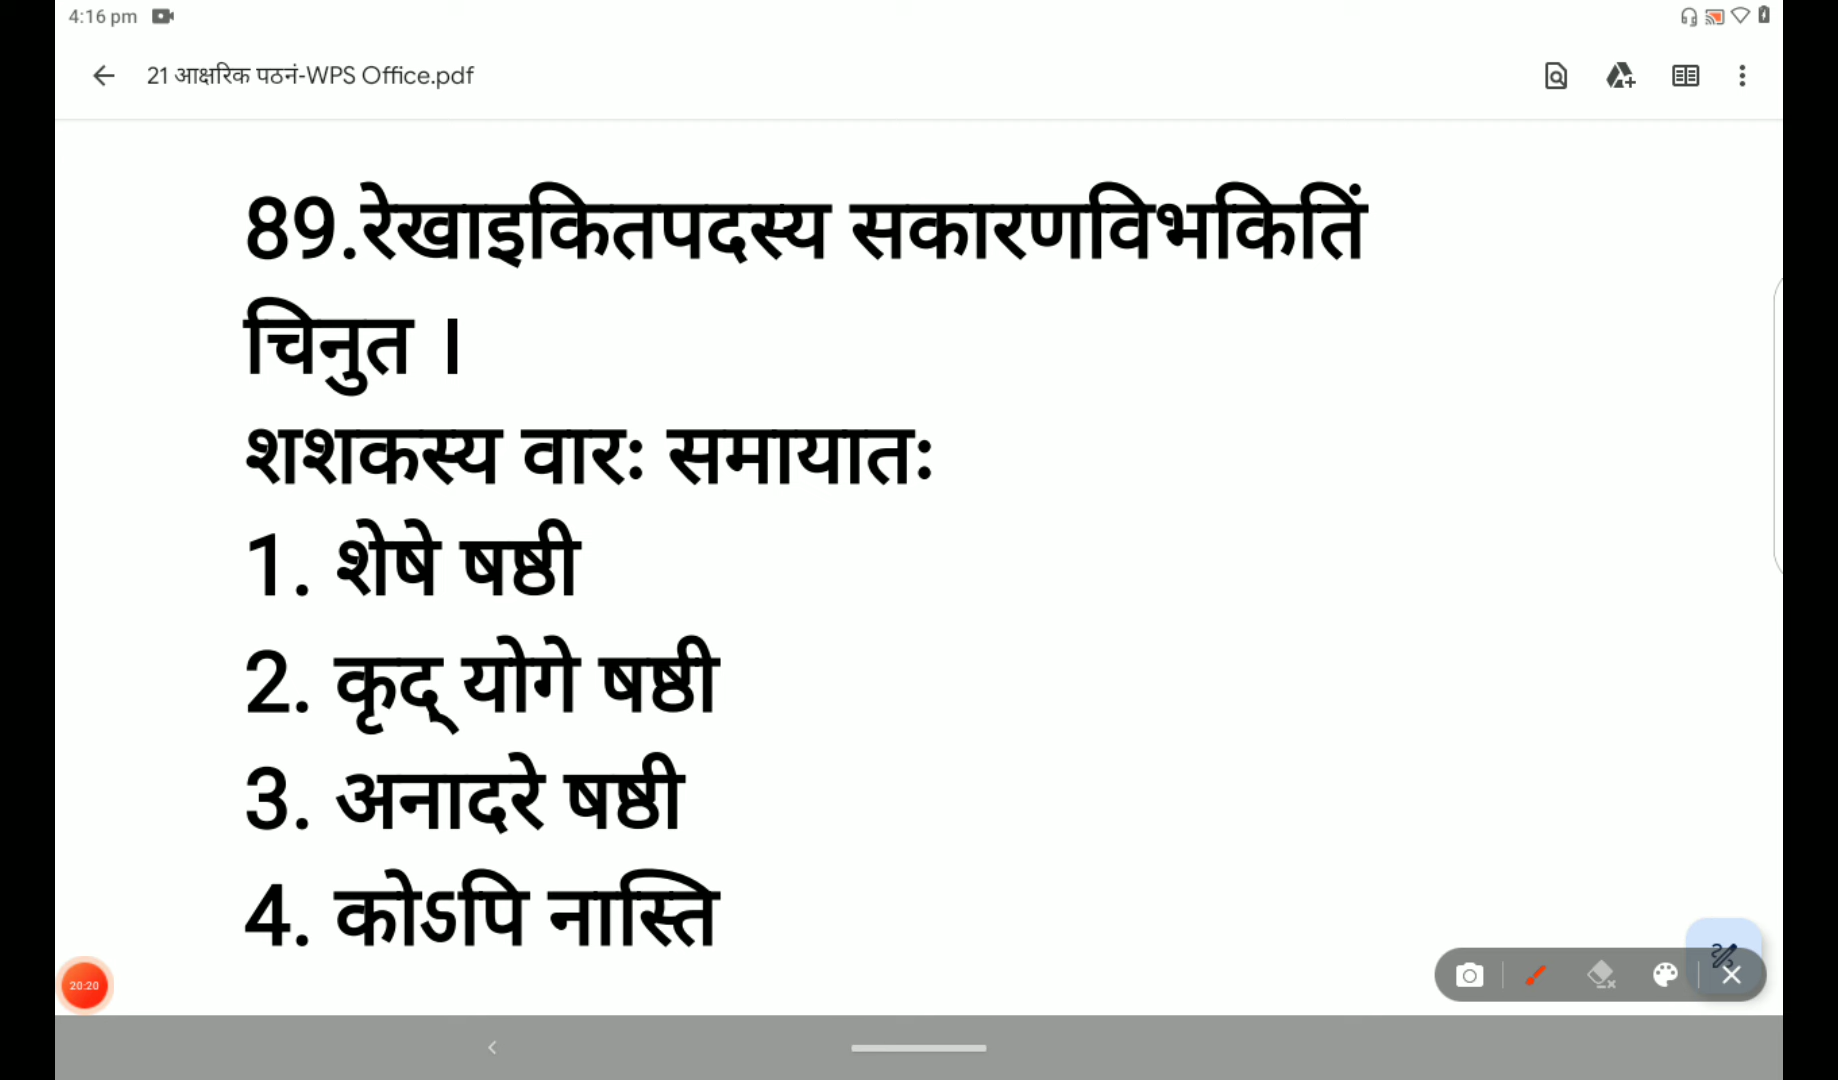 4:16 pm
21 आक्षरिक पठनं-WPS Office.pdf
89.रेखाइकितपदस्य सकारणविभकितिं
चिनुत ।
शशकस्य वारः समायातः
1. शेषे षष्ठी
2. कृद् योगे षष्ठी
3. अनादरे षष्ठी
4. कोऽपि नास्ति
20:20